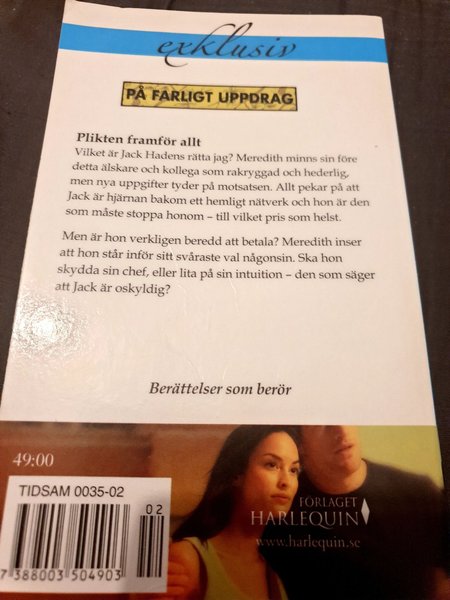 exklusiv
PÅ FARLIGT UPPDRAG
Plikten framför allt
Vilket är Jack Hadens rätta jag? Meredith minns sin före
detta älskare och kollega som rakryggad och hederlig,
men nya uppgifter tyder på motsatsen. Allt pekar på att
Jack är hjärnan bakom ett hemligt nätverk och hon är den
som måste stoppa honom – till vilket pris som helst.
Men är hon verkligen beredd att betala? Meredith inser
att hon står inför sitt svåraste val någonsin. Ska hon
skydda sin chef, eller lita på sin intuition – den som säger
att Jack är oskyldig?
Berättelser som berör
49:00
TIDSAM 0035-02
02
7 388003 504903
FÖRLAGET
HARLEQUIN
www.harlequin.se